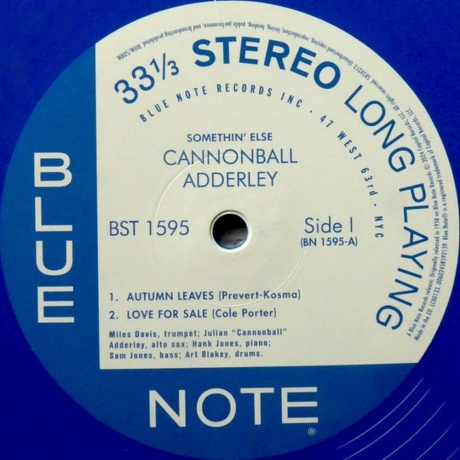 33⅓ STEREO LONG PLAYING
BLUE NOTE RECORDS INC · 47 WEST 63rd · NYC
SOMETHIN' ELSE
CANNONBALL
ADDERLEY
BST 1595
Side I
(BN 1595-A)
1. AUTUMN LEAVES (Prevert-Kosma)
2. LOVE FOR SALE (Cole Porter)
Miles Davis, trumpet; Julian "Cannonball"
Adderley, alto sax; Hank Jones, piano;
Sam Jones, bass; Art Blakey, drums.
BLUE
NOTE®